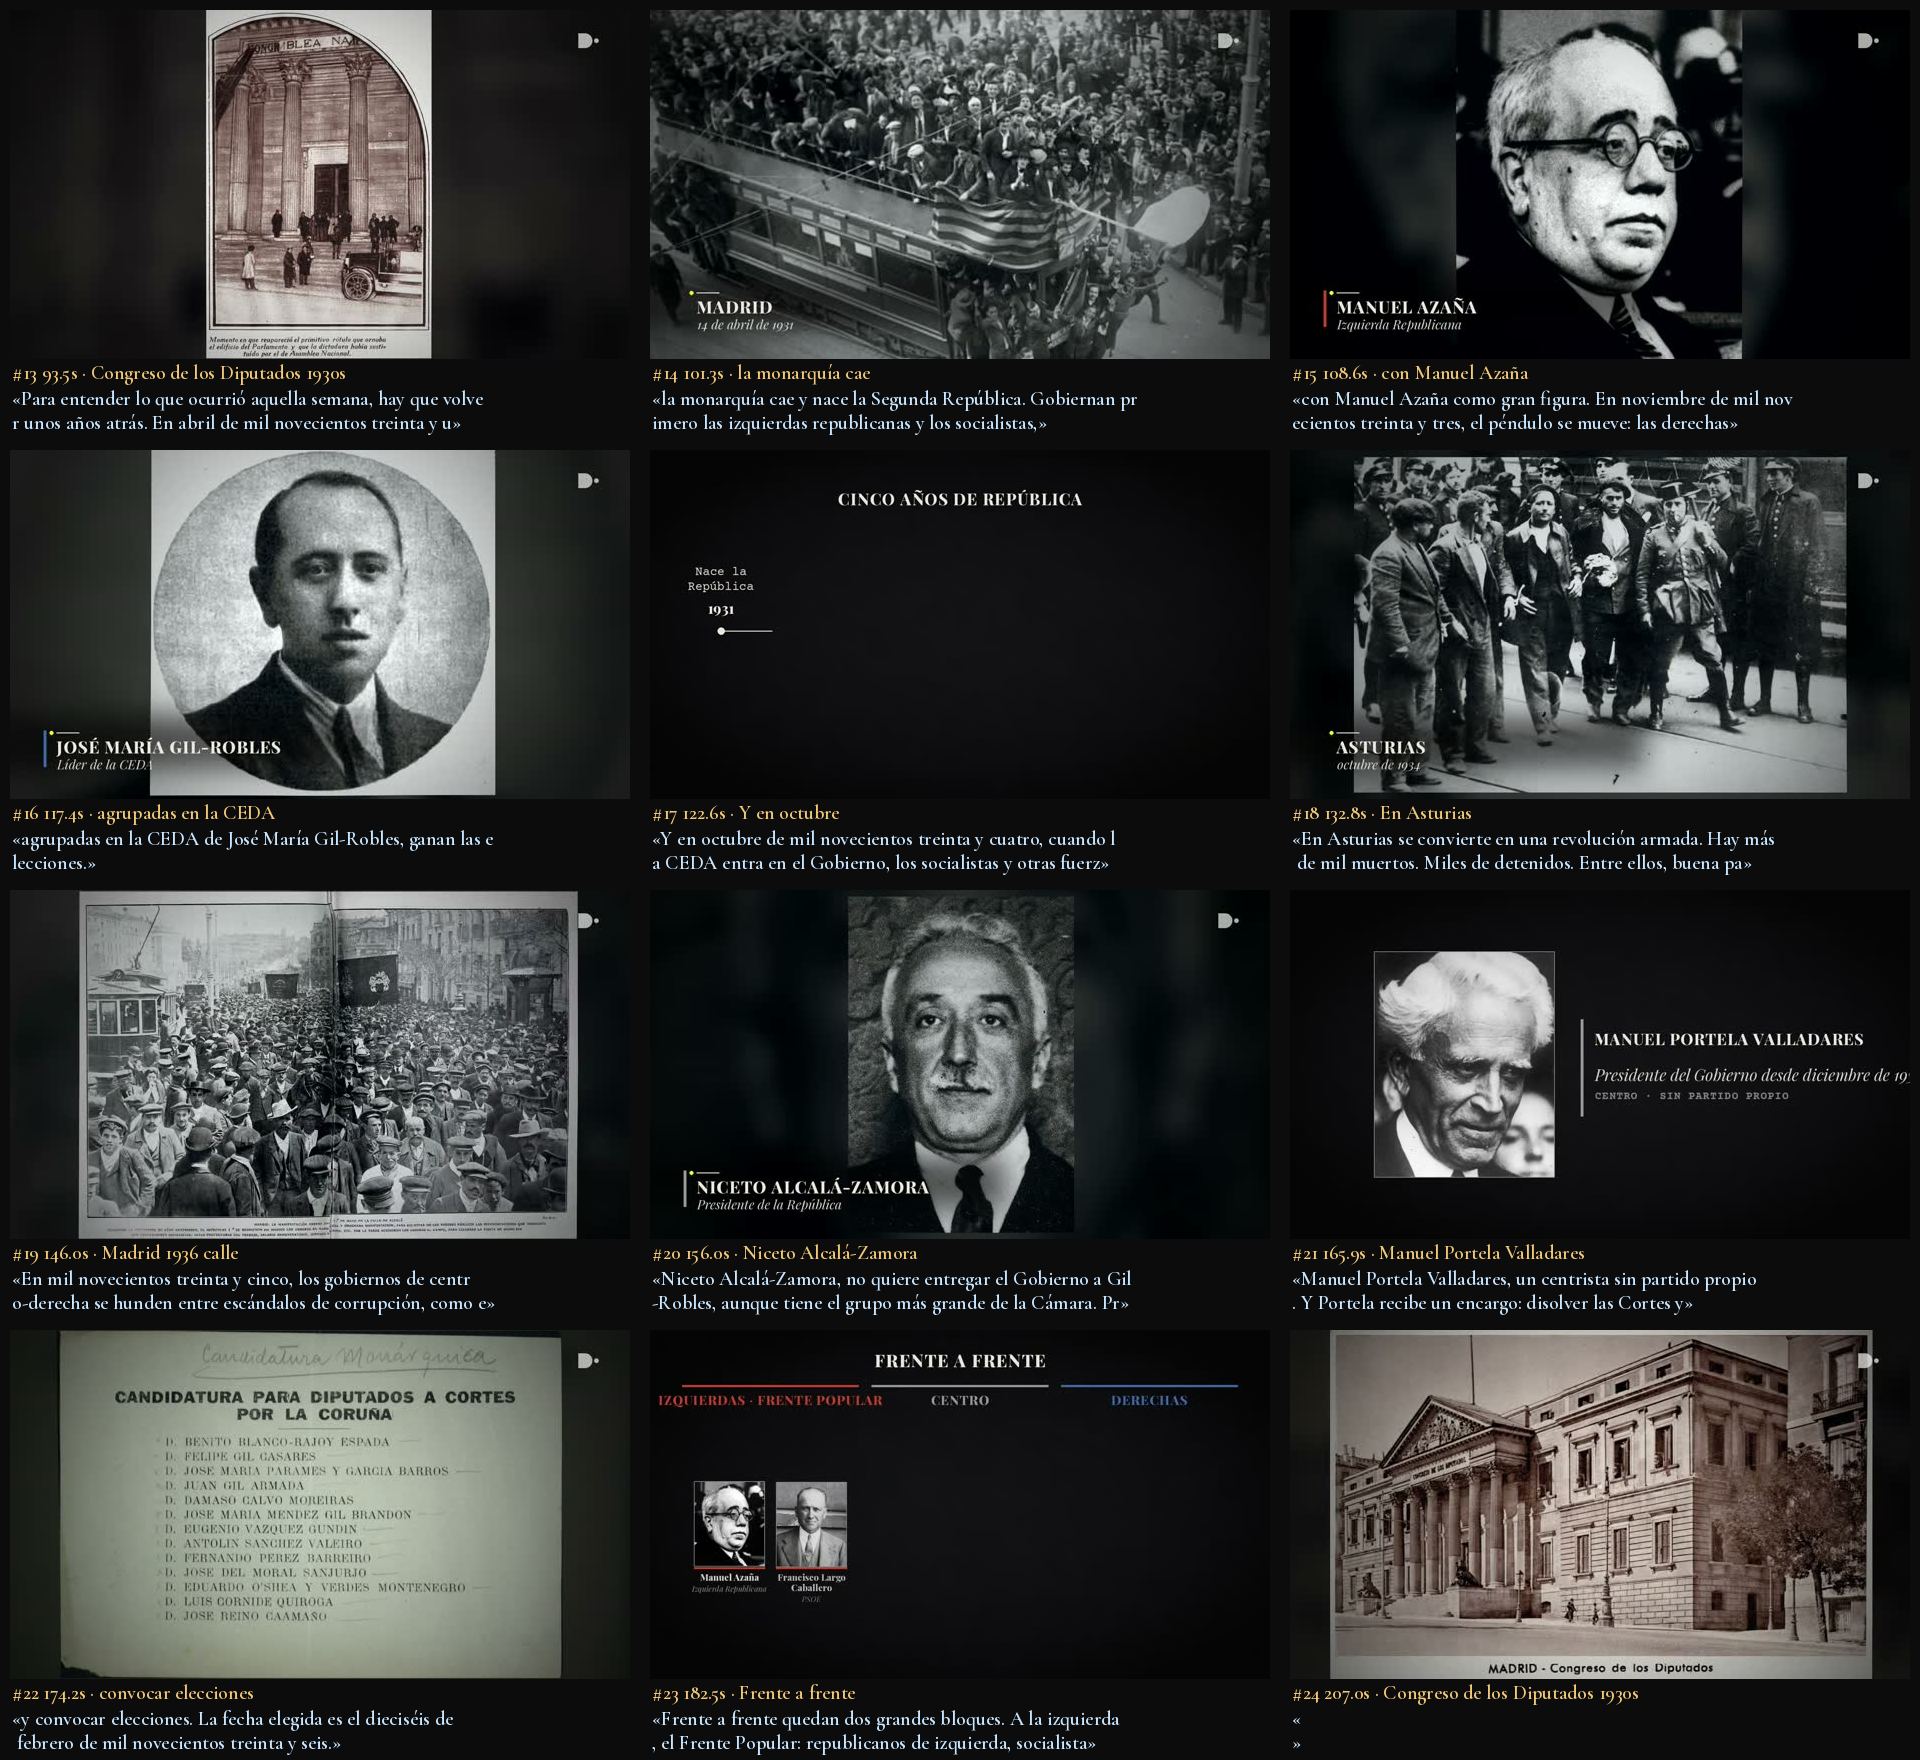 Momento en que reapareció el primitivo rótulo que ornaba
el edificio del Parlamento y que la dictadura había susti-
tuído por el de Asamblea Nacional.
#13 93.5s · Congreso de los Diputados 1930s
«Para entender lo que ocurrió aquella semana, hay que volve
r unos años atrás. En abril de mil novecientos treinta y u»
MADRID
14 de abril de 1931
#14 101.3s · la monarquía cae
«la monarquía cae y nace la Segunda República. Gobiernan pr
imero las izquierdas republicanas y los socialistas,»
MANUEL AZAÑA
Izquierda Republicana
#15 108.6s · con Manuel Azaña
«con Manuel Azaña como gran figura. En noviembre de mil nov
ecientos treinta y tres, el péndulo se mueve: las derechas»
JOSÉ MARÍA GIL-ROBLES
Líder de la CEDA
#16 117.4s · agrupadas en la CEDA
«agrupadas en la CEDA de José María Gil-Robles, ganan las e
lecciones.»
CINCO AÑOS DE REPÚBLICA
Nace la
República
1931
#17 122.6s · Y en octubre
«Y en octubre de mil novecientos treinta y cuatro, cuando l
a CEDA entra en el Gobierno, los socialistas y otras fuerz»
ASTURIAS
octubre de 1934
#18 132.8s · En Asturias
«En Asturias se convierte en una revolución armada. Hay más
de mil muertos. Miles de detenidos. Entre ellos, buena pa»
#19 146.0s · Madrid 1936 calle
«En mil novecientos treinta y cinco, los gobiernos de centr
o-derecha se hunden entre escándalos de corrupción, como e»
NICETO ALCALÁ-ZAMORA
Presidente de la República
#20 156.0s · Niceto Alcalá-Zamora
«Niceto Alcalá-Zamora, no quiere entregar el Gobierno a Gil
-Robles, aunque tiene el grupo más grande de la Cámara. Pr»
MANUEL PORTELA VALLADARES
Presidente del Gobierno desde diciembre de 193
CENTRO · SIN PARTIDO PROPIO
#21 165.9s · Manuel Portela Valladares
«Manuel Portela Valladares, un centrista sin partido propio
. Y Portela recibe un encargo: disolver las Cortes y»
Candidatura Monárquica
CANDIDATURA PARA DIPUTADOS A CORTES
POR LA CORUÑA
D. BENITO BLANCO-RAJOY ESPADA
D. FELIPE GIL CASARES
D. JOSE MARIA PARAMES Y GARCIA BARROS
D. JUAN GIL ARMADA
D. DAMASO CALVO MOREIRAS
D. JOSE MARIA MENDEZ GIL BRANDON
D. EUGENIO VAZQUEZ GUNDIN
D. ANTOLIN SANCHEZ VALEIRO
D. FERNANDO PEREZ BARREIRO
D. JOSE DEL MORAL SANJURJO
D. EDUARDO O'SHEA Y VERDES MONTENEGRO
D. LUIS CORNIDE QUIROGA
D. JOSE REINO CAAMAÑO
#22 174.2s · convocar elecciones
«y convocar elecciones. La fecha elegida es el dieciséis de
febrero de mil novecientos treinta y seis.»
FRENTE A FRENTE
IZQUIERDAS · FRENTE POPULAR
CENTRO
DERECHAS
Manuel Azaña
Izquierda Republicana
Francisco Largo
Caballero
PSOE
#23 182.5s · Frente a frente
«Frente a frente quedan dos grandes bloques. A la izquierda
, el Frente Popular: republicanos de izquierda, socialista»
MADRID - Congreso de los Diputados
#24 207.0s · Congreso de los Diputados 1930s
«
»